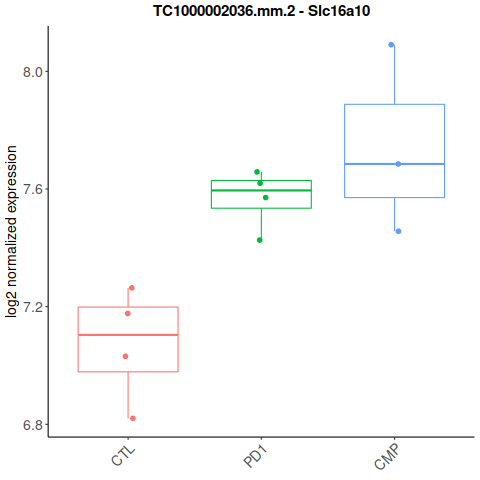 TC1000002036.mm.2 - Slc16a10
log2 normalized expression
8.0
7.6
7.2
6.8
CTL
PD1
CMP